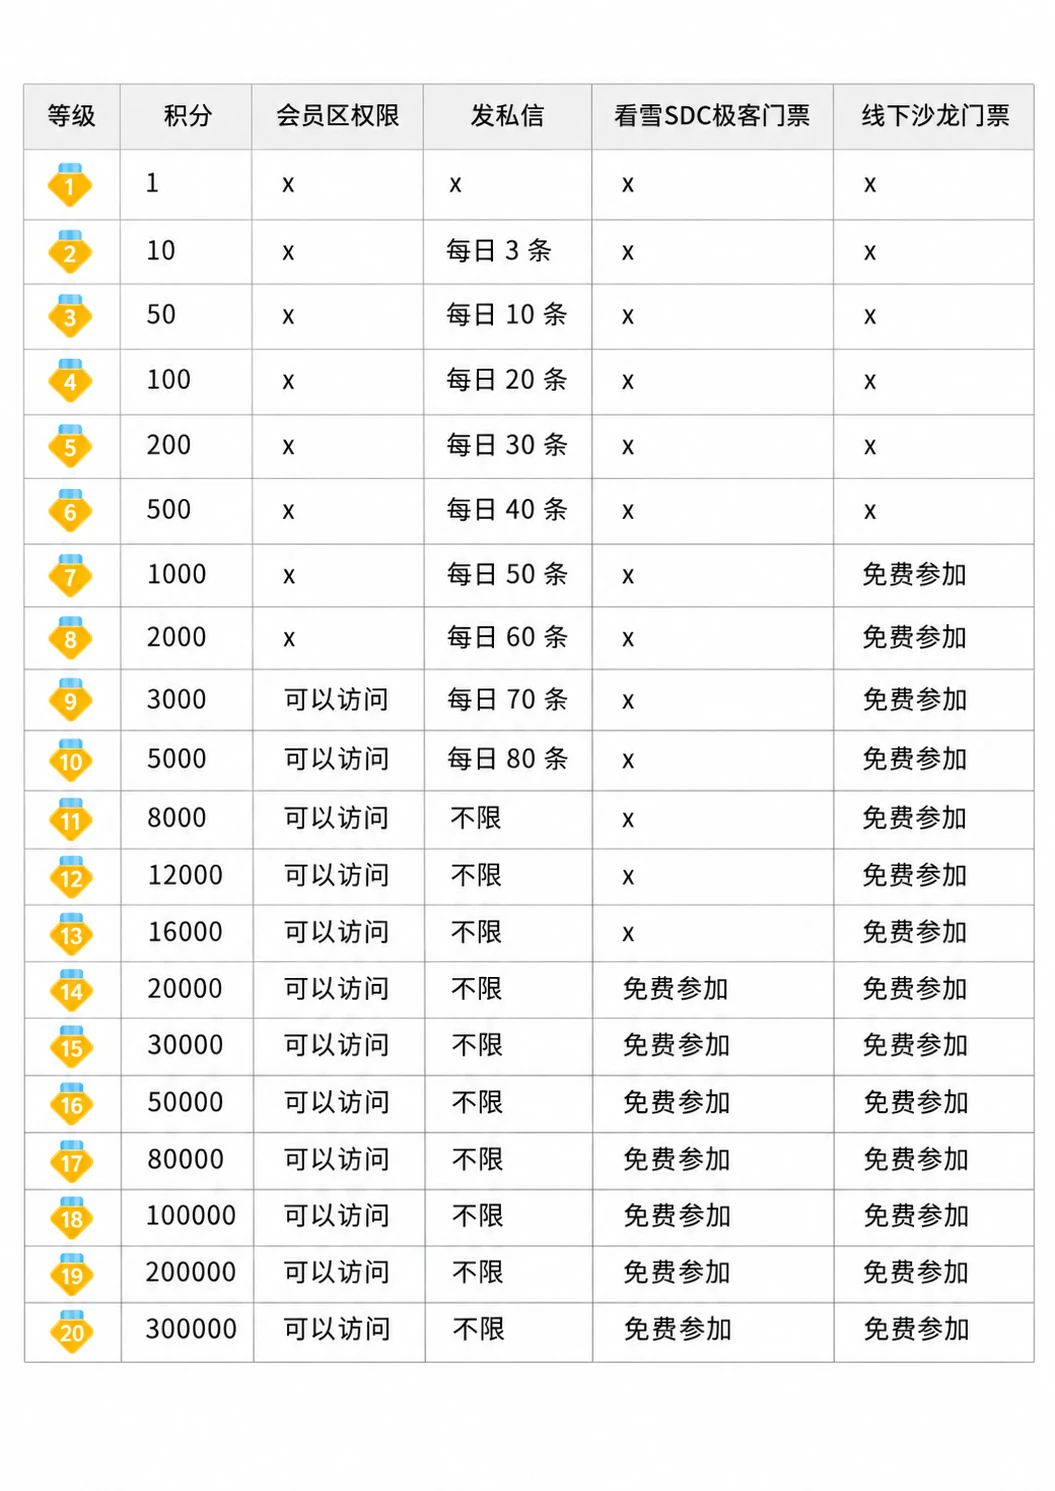 等级 积分 会员区权限 发私信 看雪SDC极客门票 线下沙龙门票
1 1 x x x x
2 10 x 每日 3 条 x x
3 50 x 每日 10 条 x x
4 100 x 每日 20 条 x x
5 200 x 每日 30 条 x x
6 500 x 每日 40 条 x x
7 1000 x 每日 50 条 x 免费参加
8 2000 x 每日 60 条 x 免费参加
9 3000 可以访问 每日 70 条 x 免费参加
10 5000 可以访问 每日 80 条 x 免费参加
11 8000 可以访问 不限 x 免费参加
12 12000 可以访问 不限 x 免费参加
13 16000 可以访问 不限 x 免费参加
14 20000 可以访问 不限 免费参加 免费参加
15 30000 可以访问 不限 免费参加 免费参加
16 50000 可以访问 不限 免费参加 免费参加
17 80000 可以访问 不限 免费参加 免费参加
18 100000 可以访问 不限 免费参加 免费参加
19 200000 可以访问 不限 免费参加 免费参加
20 300000 可以访问 不限 免费参加 免费参加